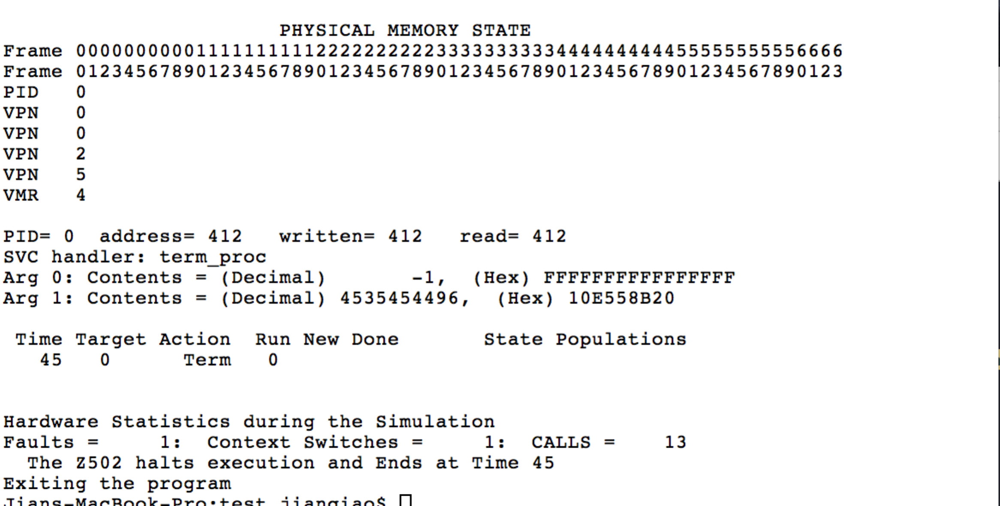 PHYSICAL MEMORY STATE
Frame 0000000000111111111122222222223333333333444444444455555555556666
Frame 0123456789012345678901234567890123456789012345678901234567890123
PID 0
VPN 0
VPN 0
VPN 2
VPN 5
VMR 4
PID= 0 address= 412 written= 412 read= 412
SVC handler: term_proc
Arg 0: Contents = (Decimal) -1, (Hex) FFFFFFFFFFFFFFFF
Arg 1: Contents = (Decimal) 4535454496, (Hex) 10E558B20
Time Target Action Run New Done State Populations
45 0 Term 0
Hardware Statistics during the Simulation
Faults = 1: Context Switches = 1: CALLS = 13
The Z502 halts execution and Ends at Time 45
Exiting the program
Jians-MacBook-Pro:test jianqiao$